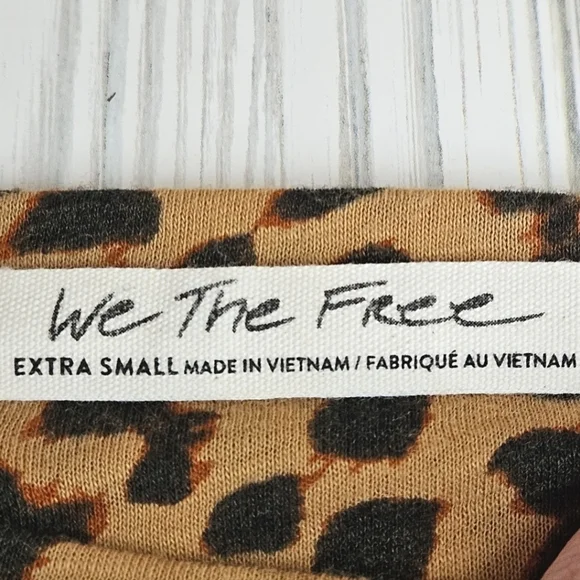 We The Free
EXTRA SMALL MADE IN VIETNAM / FABRIQUÉ AU VIETNAM